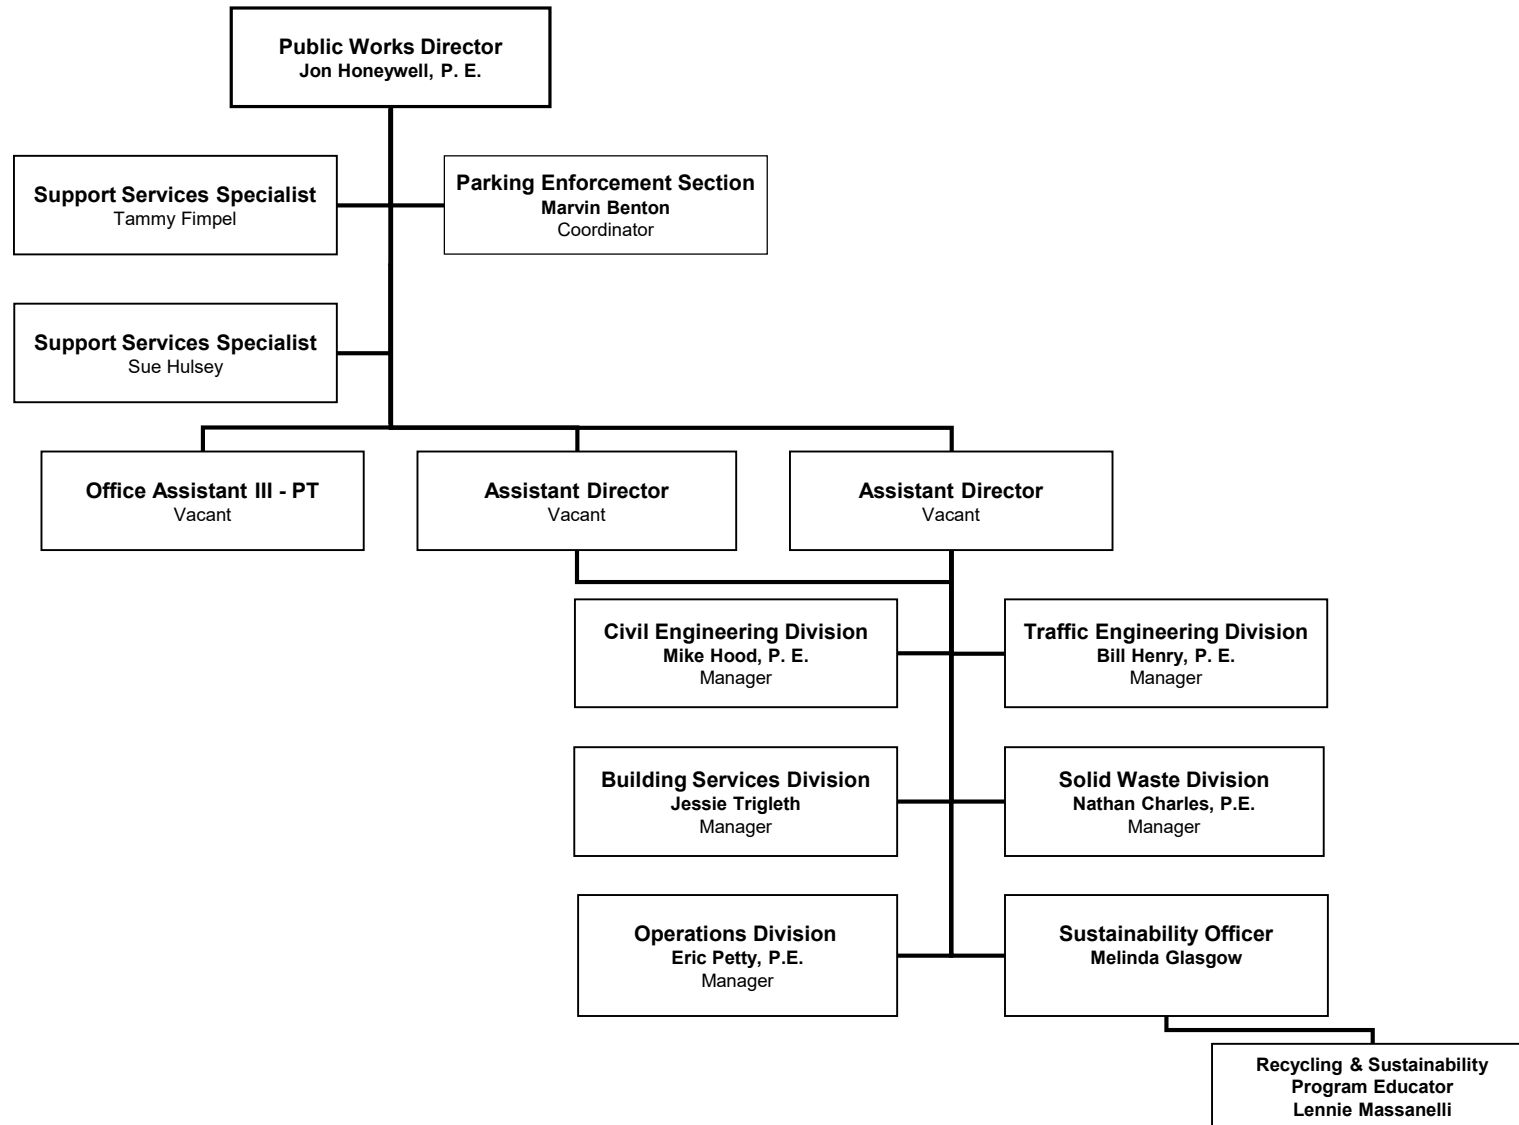 Public Works Director
Jon Honeywell, P. E.
Support Services Specialist
Tammy Fimpel
Parking Enforcement Section
Marvin Benton
Coordinator
Support Services Specialist
Sue Hulsey
Office Assistant III - PT
Vacant
Assistant Director
Vacant
Assistant Director
Vacant
Civil Engineering Division
Mike Hood, P. E.
Manager
Traffic Engineering Division
Bill Henry, P. E.
Manager
Building Services Division
Jessie Trigleth
Manager
Solid Waste Division
Nathan Charles, P.E.
Manager
Operations Division
Eric Petty, P.E.
Manager
Sustainability Officer
Melinda Glasgow
Recycling & Sustainability
Program Educator
Lennie Massanelli